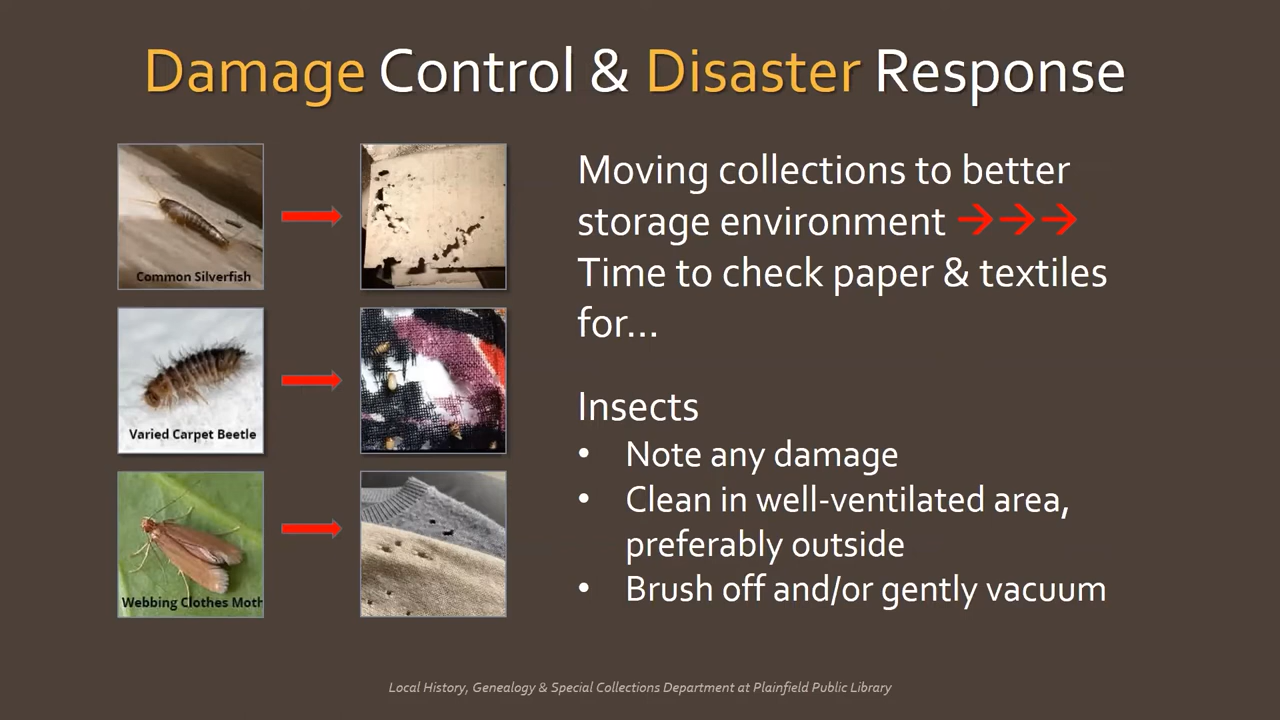 Damage Control & Disaster Response
Common Silverfish
Varied Carpet Beetle
Webbing Clothes Moth
Moving collections to better
storage environment →→→
Time to check paper & textiles
for...
Insects
• Note any damage
• Clean in well-ventilated area,
preferably outside
• Brush off and/or gently vacuum
Local History, Genealogy & Special Collections Department at Plainfield Public Library